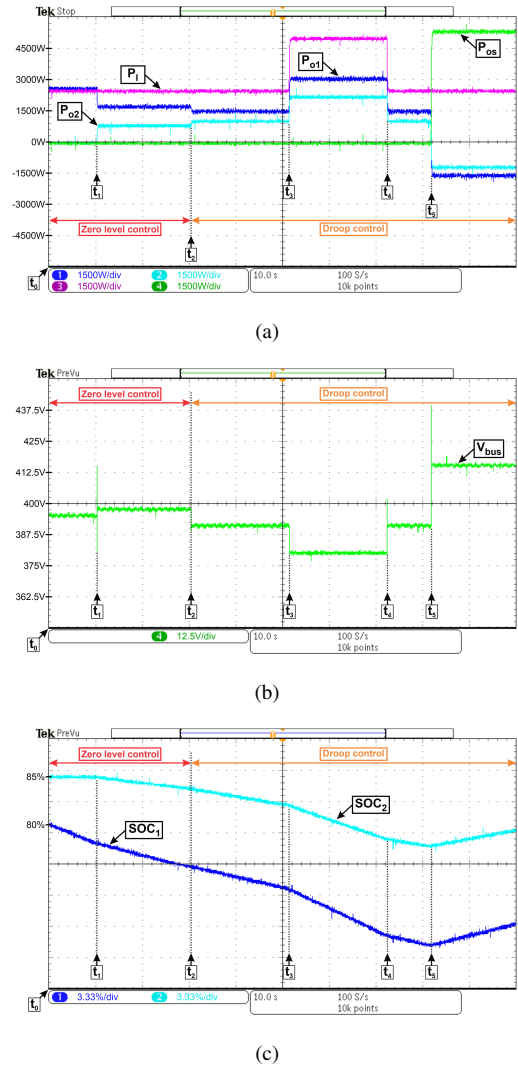 Tek Stop
4500W
3000W
1500W
0W
-1500W
-3000W
4500W
Pl
Po1
Pos
Po2
t1
t2
t3
t4
t5
Zero level control
Droop control
t0
1 1500W/div 2 1500W/div 10.0 s 100 S/s
3 1500W/div 4 1500W/div 10k points
(a)
Tek PreVu
Zero level control
Droop control
437.5V
425V
412.5V
400V
387.5V
375V
362.5V
Vbus
t1
t2
t3
t4
t5
t0
4 12.5V/div 10.0 s 100 S/s
10k points
(b)
Tek PreVu
Zero level control
Droop control
85%
80%
SOC1
SOC2
t1
t2
t3
t4
t5
t0
1 3.33%/div 2 3.33%/div 10.0 s 100 S/s
10k points
(c)